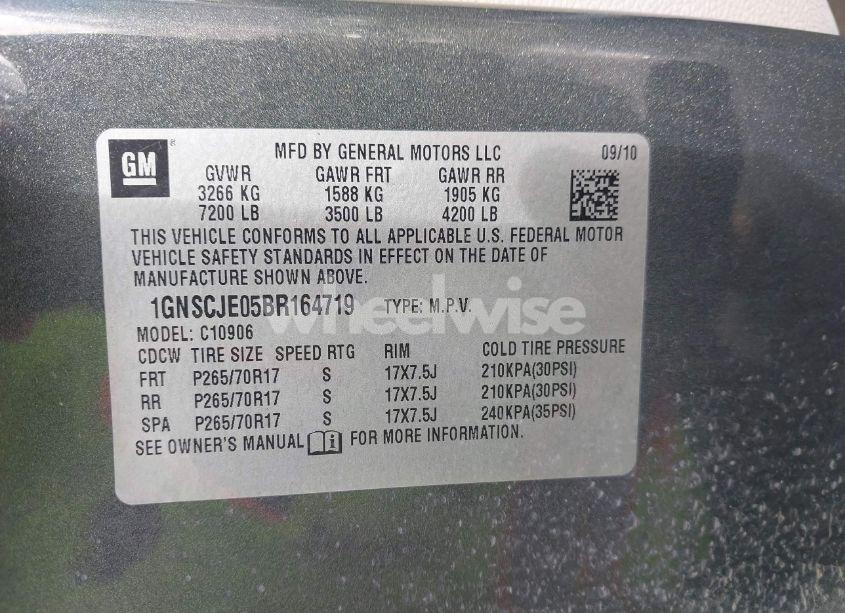 GM ® MFD BY GENERAL MOTORS LLC 09/10
GVWR GAWR FRT GAWR RR
3266 KG 1588 KG 1905 KG
7200 LB 3500 LB 4200 LB
THIS VEHICLE CONFORMS TO ALL APPLICABLE U.S. FEDERAL MOTOR
VEHICLE SAFETY STANDARDS IN EFFECT ON THE DATE OF
MANUFACTURE SHOWN ABOVE.
1GNSCJE05BR164719 TYPE: M.P.V.
wheelwise
MODEL: C10906
CDCW TIRE SIZE SPEED RTG RIM COLD TIRE PRESSURE
FRT P265/70R17 S 17X7.5J 210KPA(30PSI)
RR P265/70R17 S 17X7.5J 210KPA(30PSI)
SPA P265/70R17 S 17X7.5J 240KPA(35PSI)
SEE OWNER'S MANUAL i FOR MORE INFORMATION.